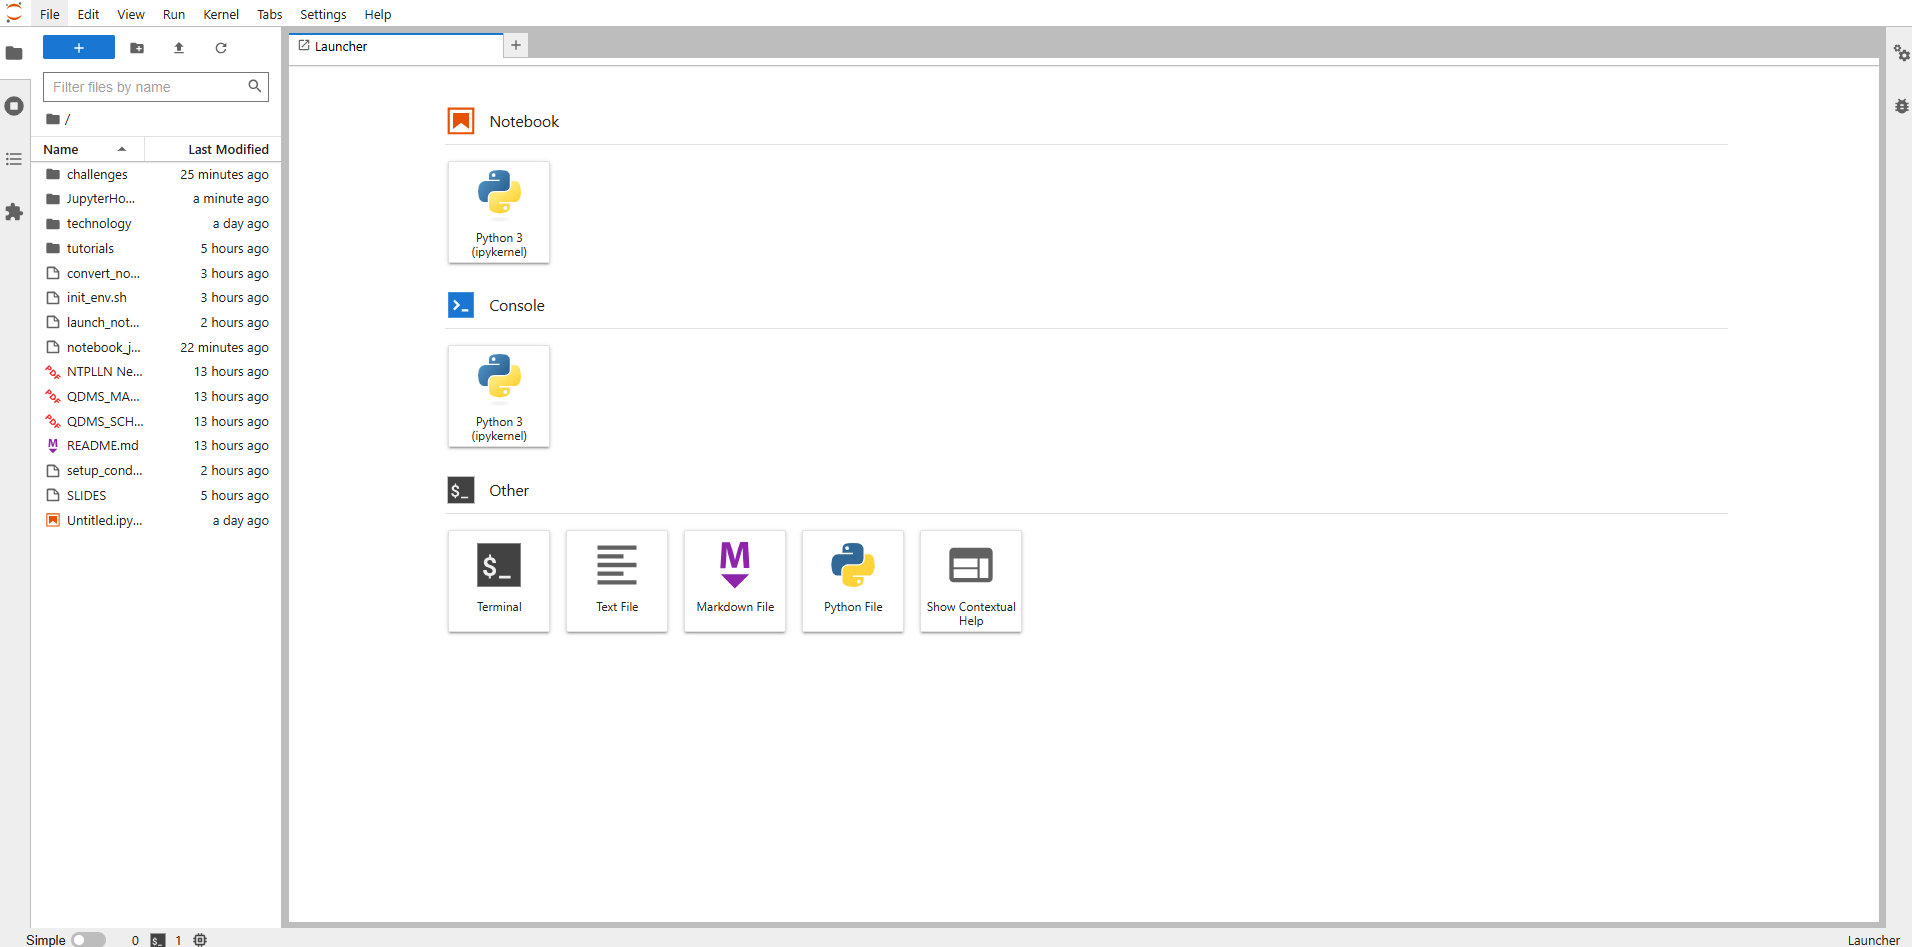 File Edit View Run Kernel Tabs Settings Help
Launcher
Filter files by name
/
Name Last Modified
challenges 25 minutes ago
JupyterHo... a minute ago
technology a day ago
tutorials 5 hours ago
convert_no... 3 hours ago
init_env.sh 3 hours ago
launch_not... 2 hours ago
notebook_j... 22 minutes ago
NTPLLN Ne... 13 hours ago
QDMS_MA... 13 hours ago
QDMS_SCH... 13 hours ago
README.md 13 hours ago
setup_cond... 2 hours ago
SLIDES 5 hours ago
Untitled.ipy... a day ago
Notebook
Python 3
(ipykernel)
Console
Python 3
(ipykernel)
$_ Other
$_
Terminal
Text File
M
Markdown File
Python File
Show Contextual
Help
Simple 0 $_ 1 Launcher